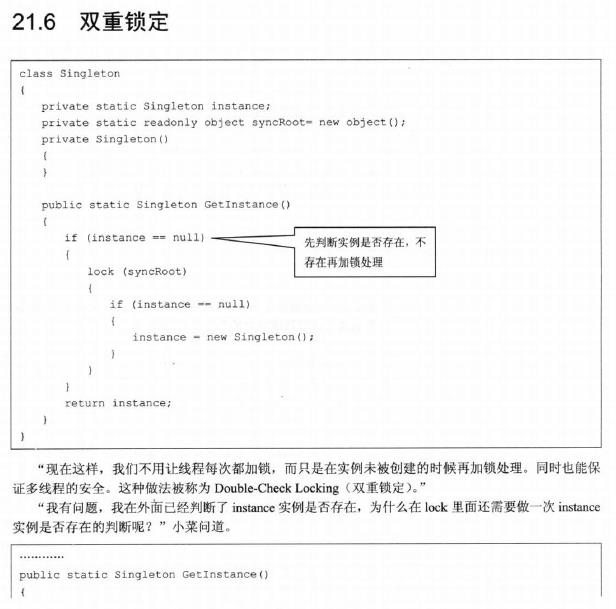 21.6 双重锁定
class Singleton
{
private static Singleton instance;
private static readonly object syncRoot= new object();
private Singleton()
{
}
public static Singleton GetInstance()
{
if (instance == null)
先判断实例是否存在，不
存在再加锁处理
{
lock (syncRoot)
{
if (instance == null)
{
instance = new Singleton();
}
}
}
return instance;
}
}
“现在这样，我们不用让线程每次都加锁，而只是在实例未被创建的时候再加锁处理。同时也能保
证多线程的安全。这种做法被称为 Double-Check Locking（双重锁定）。”
“我有问题，我在外面已经判断了 instance 实例是否存在，为什么在 lock 里面还需要做一次 instance
实例是否存在的判断呢？”小菜问道。
…………
public static Singleton GetInstance()
{